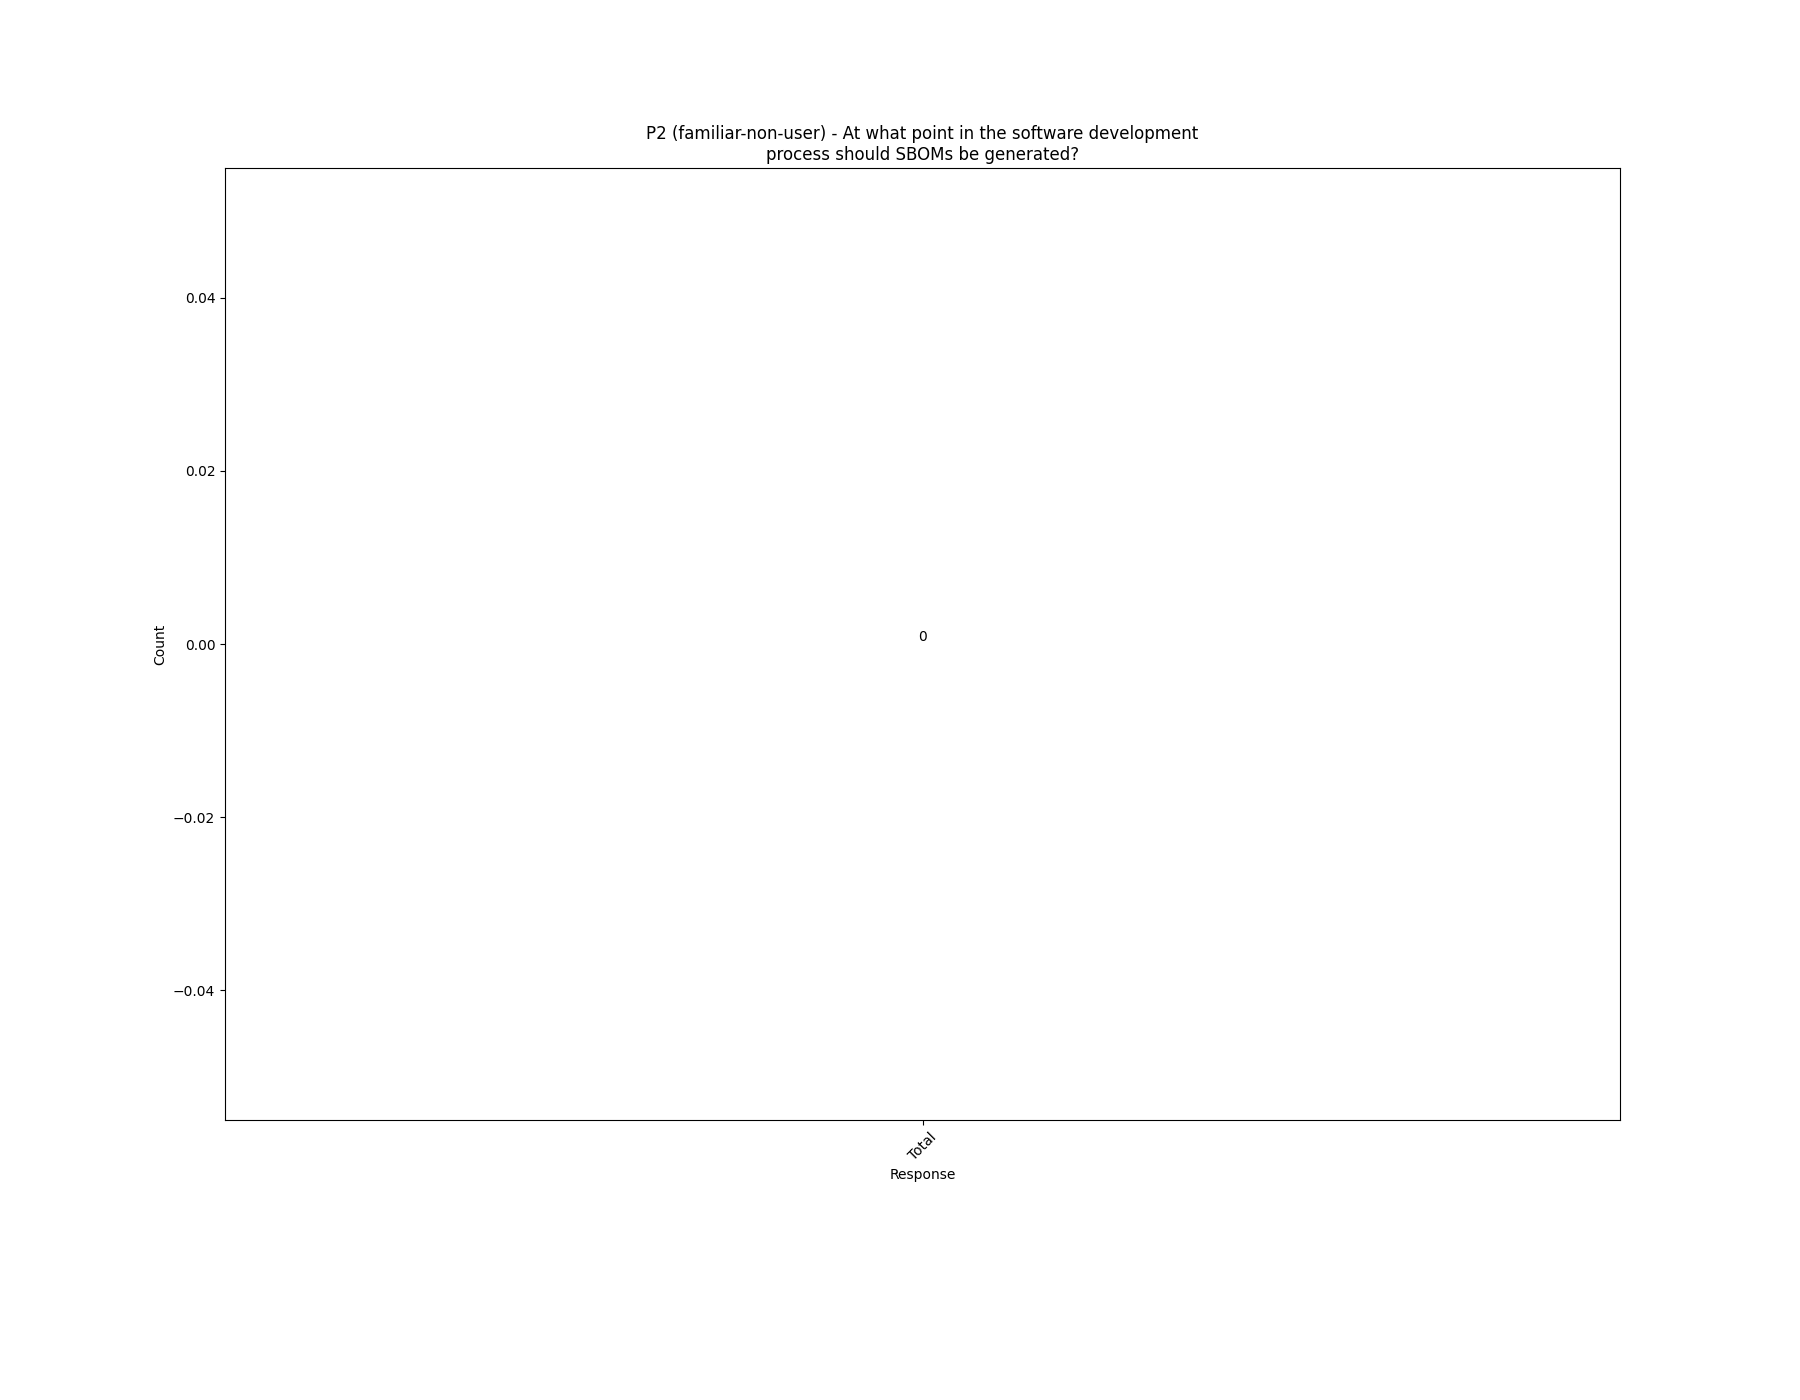 P2 (familiar-non-user) - At what point in the software development
process should SBOMs be generated?
0.04
0.02
0.00
−0.02
−0.04
Count
0
Total
Response